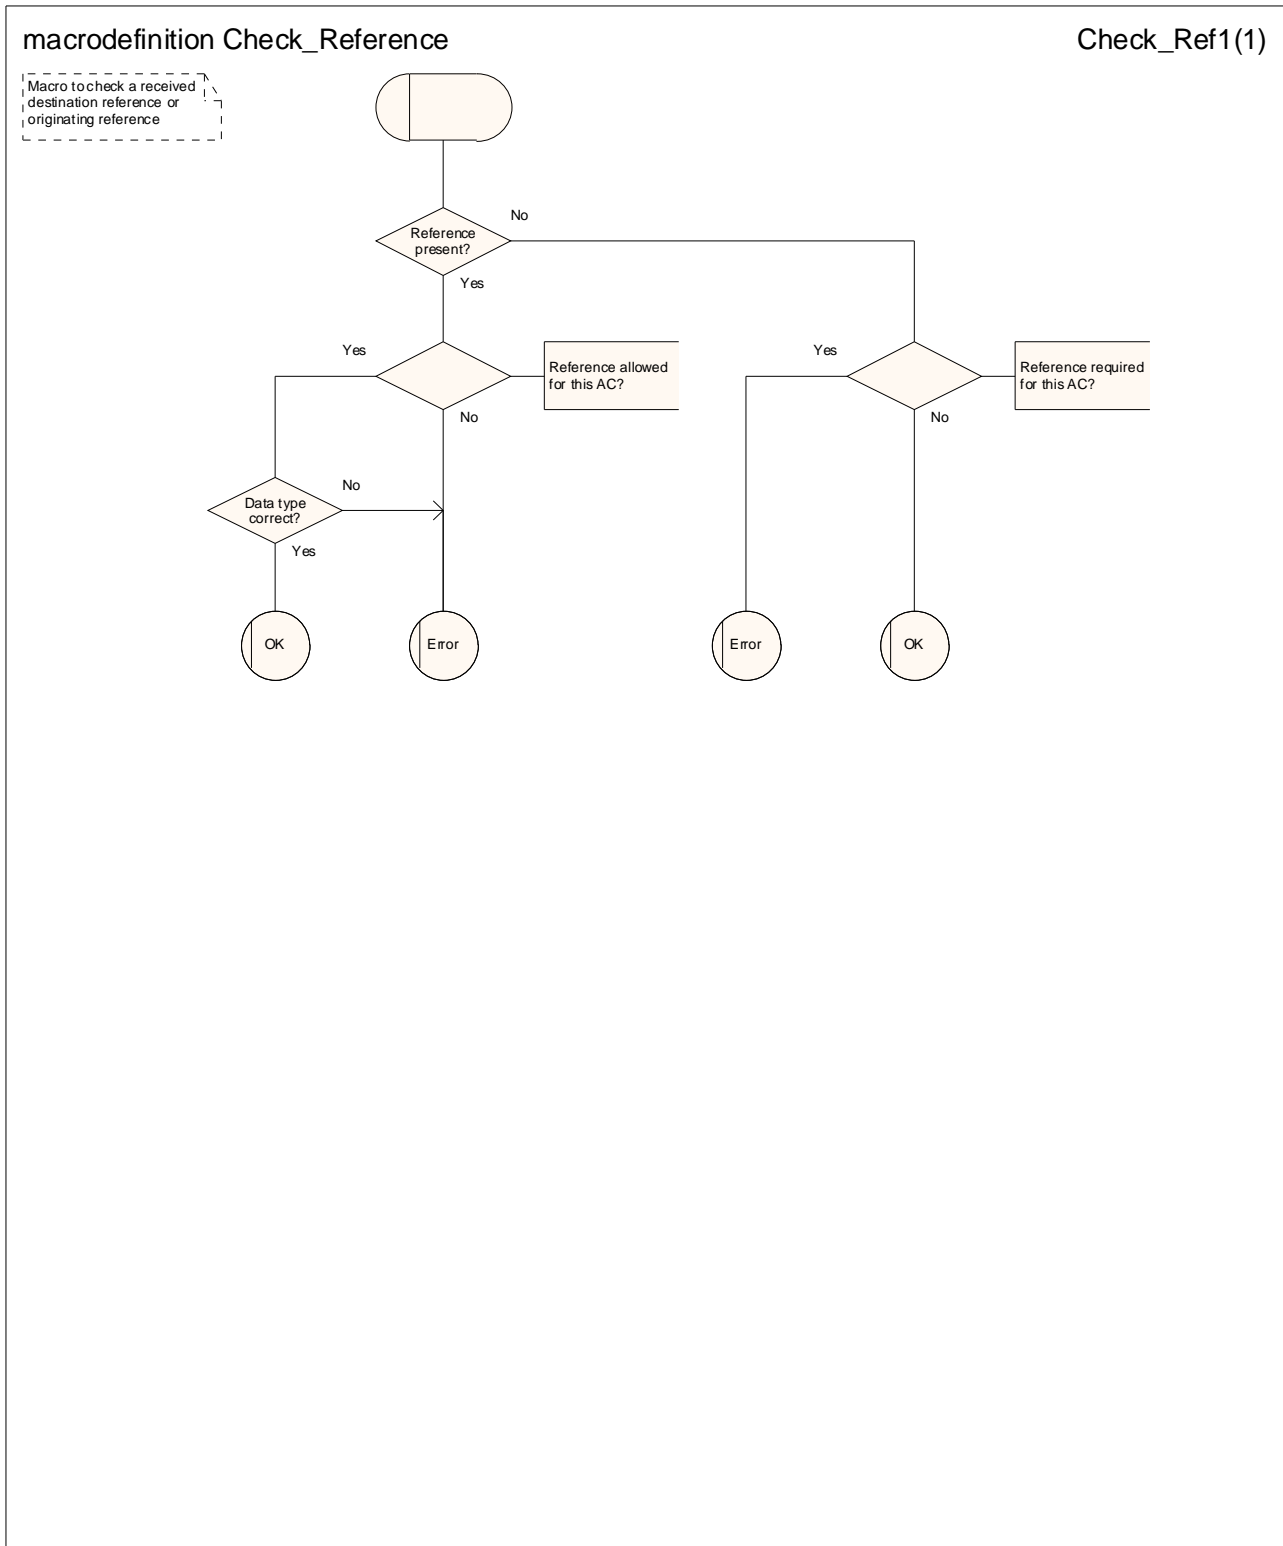 macrodefinition Check_Reference
Check_Ref1(1)
Macro to check a received
destination reference or
originating reference
No
Reference
present?
Yes
Yes
Reference allowed
for this AC?
No
Yes
Reference required
for this AC?
No
No
Data type
correct?
Yes
OK
Error
Error
OK